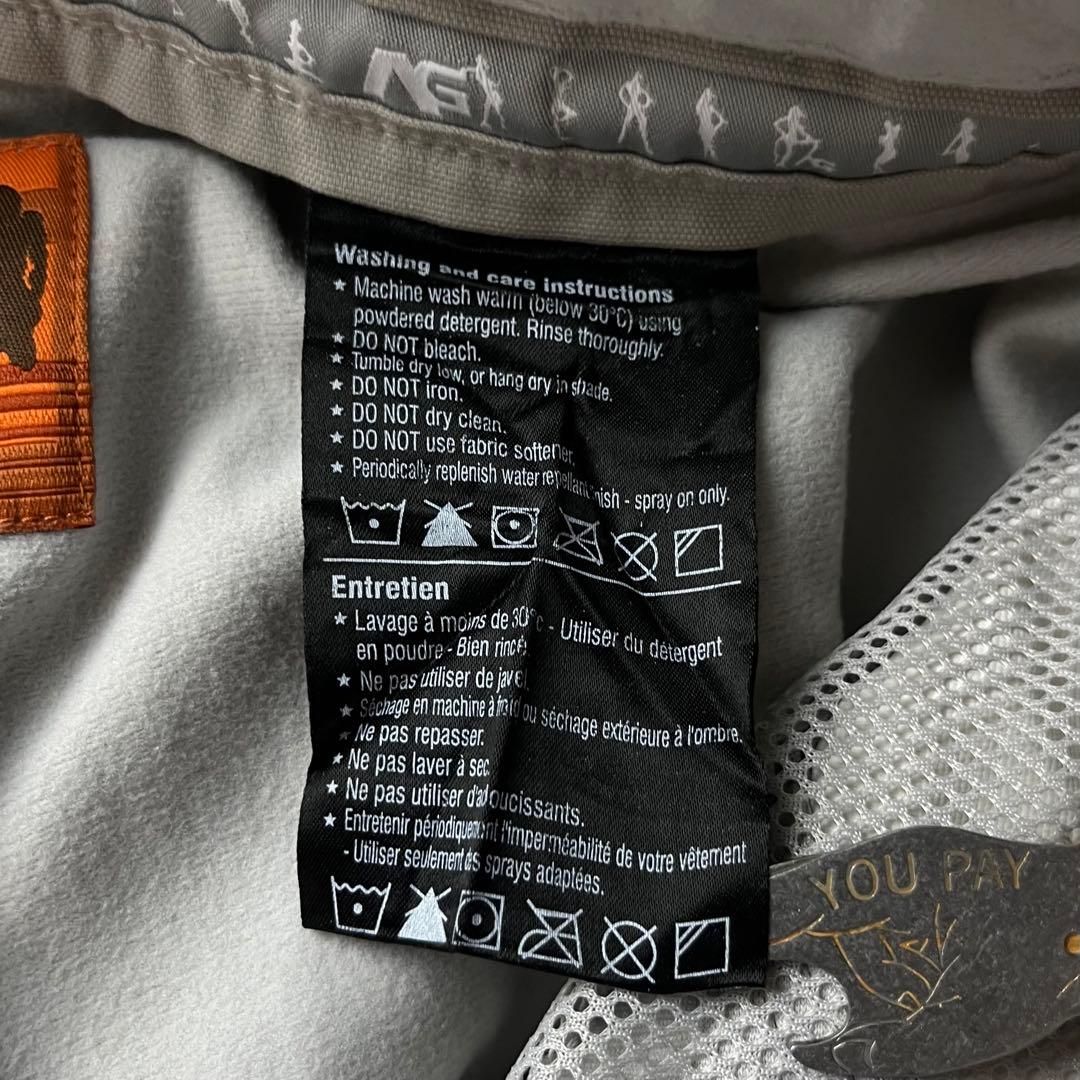 AG
Washing and care instructions
★ Machine wash warm (below 30°C) using
powdered detergent. Rinse thoroughly.
★ DO NOT bleach.
★ Tumble dry low, or hang dry in shade.
★ DO NOT iron.
★ DO NOT dry clean.
★ DO NOT use fabric softener.
★ Periodically replenish water repellant finish - spray on only.
Entretien
★ Lavage à moins de 30°c - Utiliser du détergent
en poudre - Bien rincé
★ Ne pas utiliser de javel
★ Séchage en machine à froid ou séchage extérieure à l'ombre.
★ Ne pas repasser.
★ Ne pas laver à sec.
★ Ne pas utiliser d'adoucissants.
★ Entretenir périodiquement l'imperméabilité de votre vêtement
- Utiliser seulement des sprays adaptées.
YOU PAY